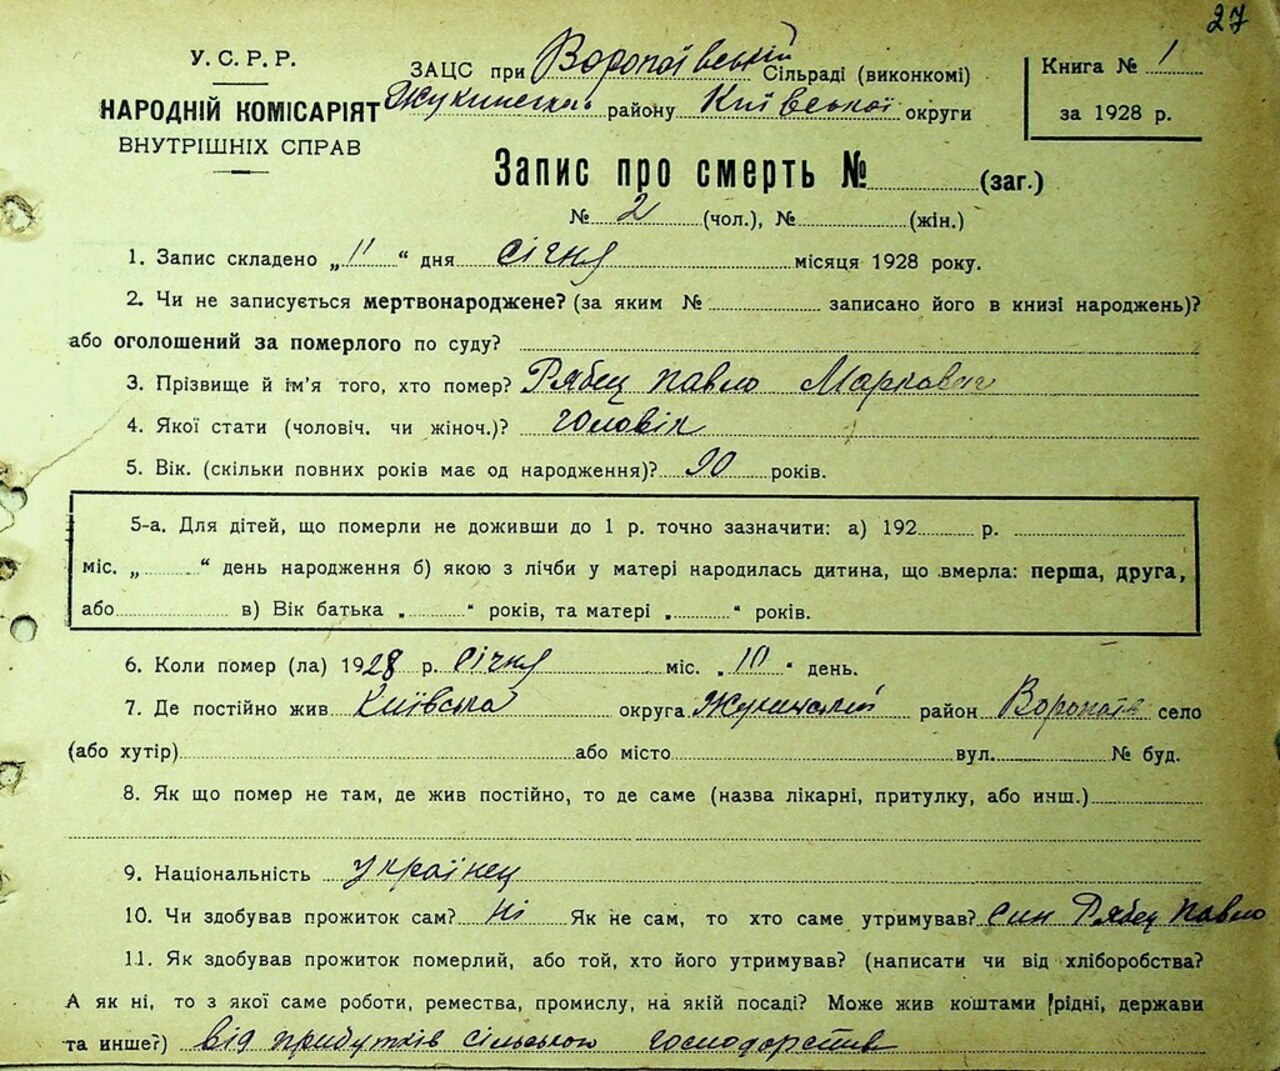 27
У. С. Р. Р.
НАРОДНІЙ КОМІСАРІЯТ
ВНУТРІШНІХ СПРАВ
ЗАЦС при Воропаївській Сільраді (виконкомі)
Жукинськ. району Київської округи
Книга № 1
за 1928 р.
Запис про смерть № (заг.)
№ 2 (чол.), № (жін.)
1. Запис складено „11“ дня січня місяця 1928 року.
2. Чи не записується мертвонароджене? (за яким № записано його в книзі народжень)?
або оголошений за померлого по суду?
3. Прізвище й ім'я того, хто помер? Рябец Павло Маркович
4. Якої стати (чоловіч. чи жіноч.)? чоловік
5. Вік. (скільки повних років має од народження)? 90 років.
5-а. Для дітей, що померли не доживши до 1 р. точно зазначити: а) 192 р.
міс. „ “ день народження б) якою з лічби у матері народилась дитина, що вмерла: перша, друга,
або в) Вік батька „ “ років, та матері „ “ років.
6. Коли помер (ла) 1928 р. січня міс. „10“ день.
7. Де постійно жив Київська округа Жукинський район Воропаїв село
(або хутір) або місто вул. № буд.
8. Як що помер не там, де жив постійно, то де саме (назва лікарні, притулку, або инш.)
9. Національність українец
10. Чи здобував прожиток сам? Ні Як не сам, то хто саме утримував? син Рябец Павло
11. Як здобував прожиток померлий, або той, хто його утримував? (написати чи від хліборобства?
А як ні, то з якої саме роботи, ремества, промислу, на якій посаді? Може жив коштами рідні, держави
та инше?) від прибутків сільського господарства